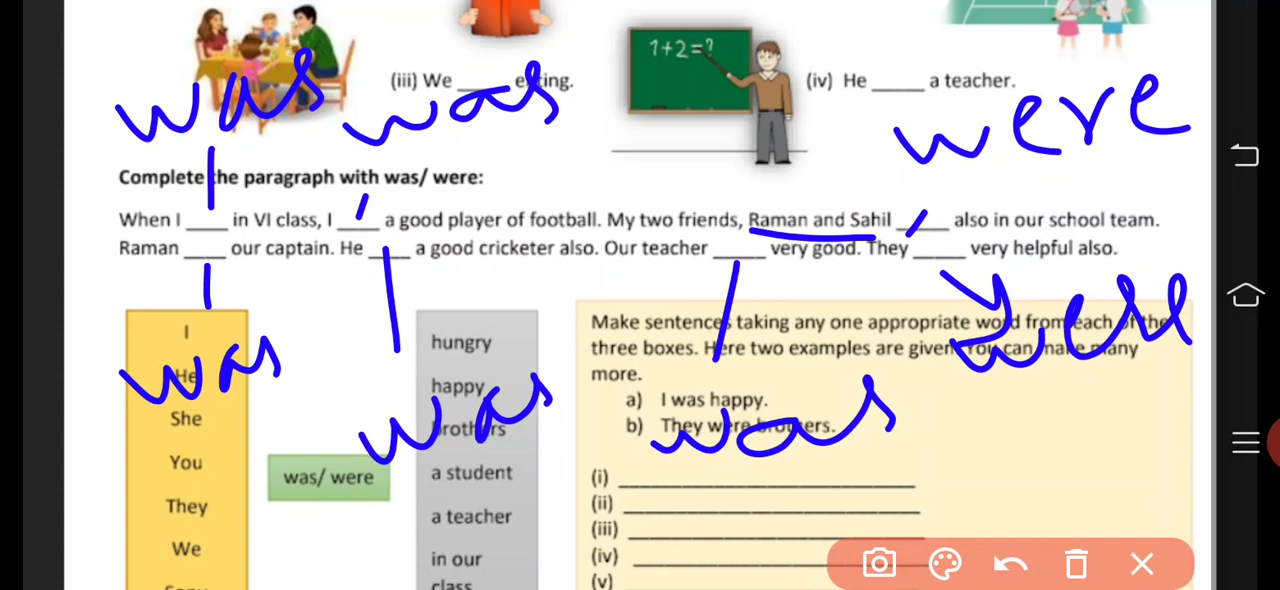 1+2=?
(iii) We _____ eating.
(iv) He _____ a teacher.
was was were
Complete the paragraph with was/ were:
When I ____ in VI class, I ____ a good player of football. My two friends, Raman and Sahil _____ also in our school team.
Raman ____ our captain. He ____ a good cricketer also. Our teacher _____ very good. They _____ very helpful also.
was was was were
I
He
She
You
They
We
was/ were
hungry
happy
brothers
a student
a teacher
in our
class
Make sentences taking any one appropriate word from each of the
three boxes. Here two examples are given. You can make many
more.
a) I was happy.
b) They were brothers.
(i)
(ii)
(iii)
(iv)
(v)